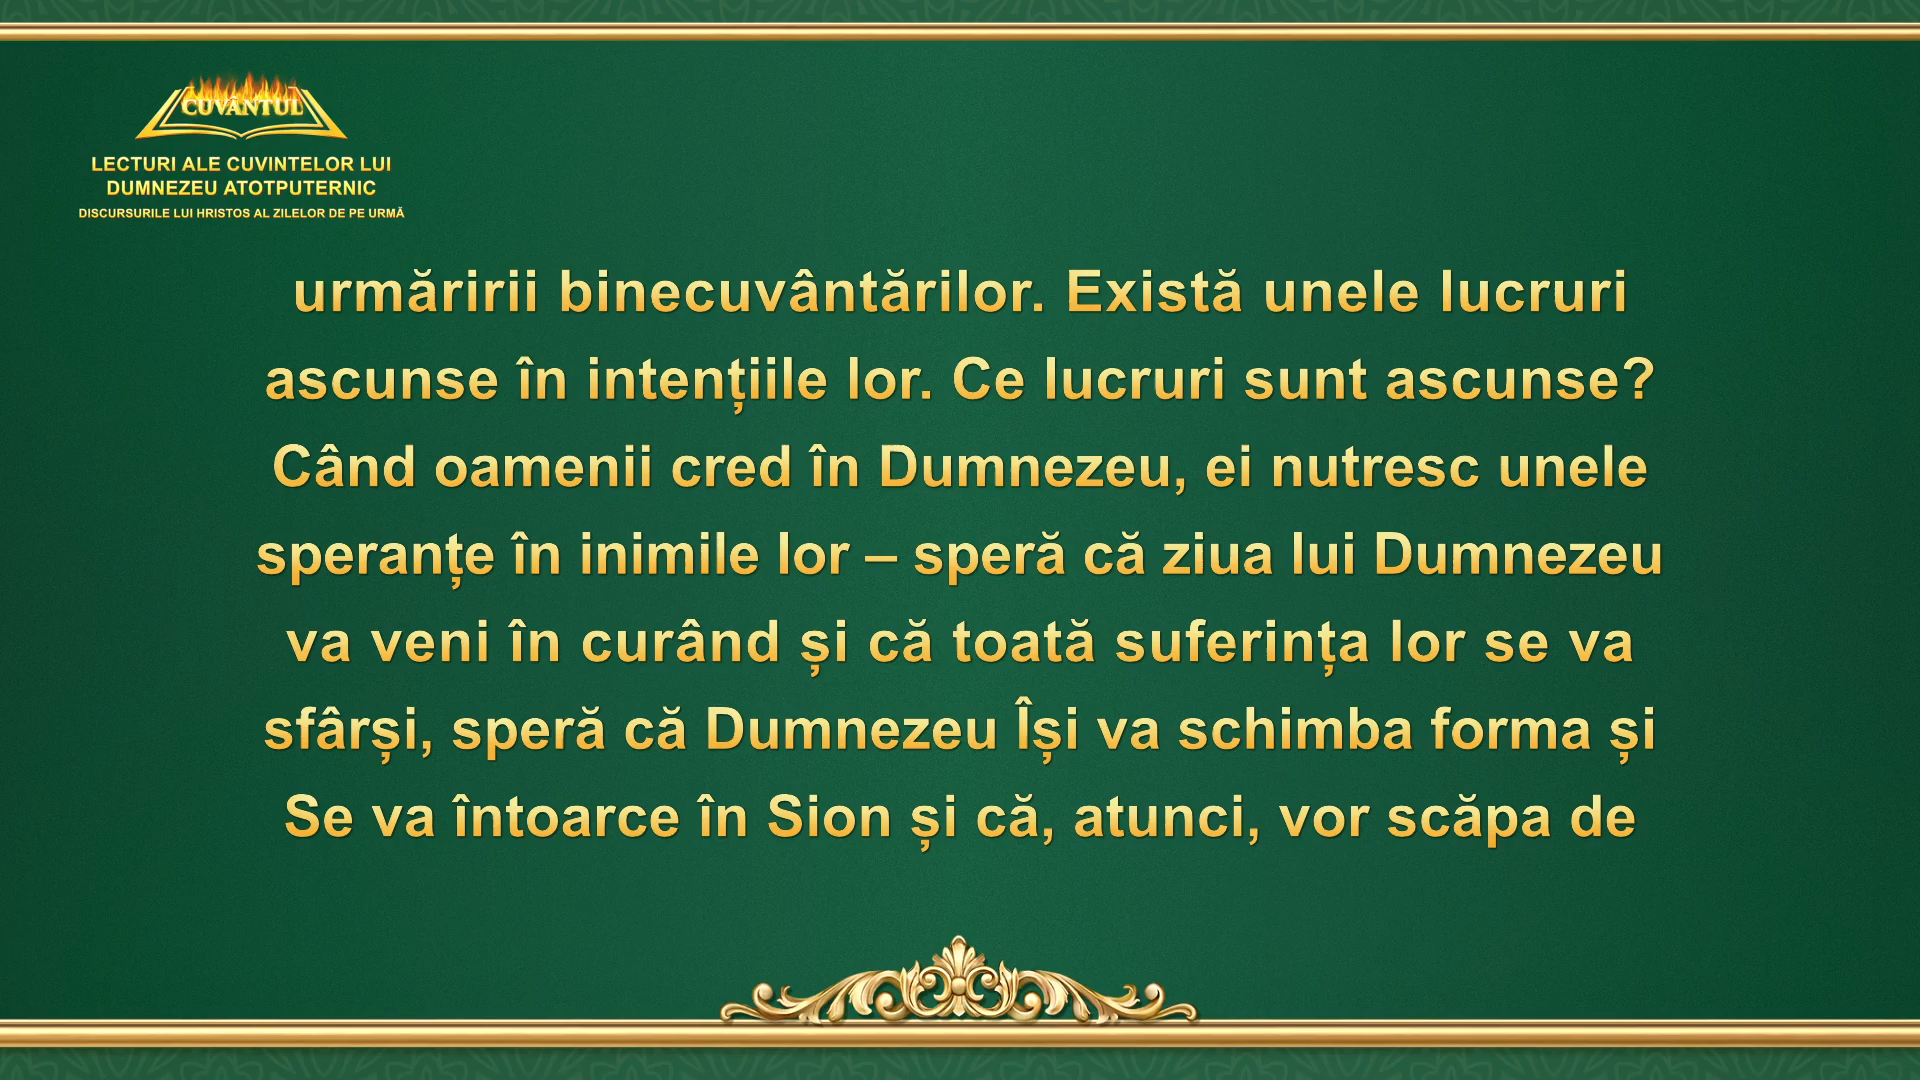 CUVÂNTUL
LECTURI ALE CUVINTELOR LUI
DUMNEZEU ATOTPUTERNIC
DISCURSURILE LUI HRISTOS AL ZILELOR DE PE URMĂ
urmăririi binecuvântărilor. Există unele lucruri
ascunse în intențiile lor. Ce lucruri sunt ascunse?
Când oamenii cred în Dumnezeu, ei nutresc unele
speranțe în inimile lor – speră că ziua lui Dumnezeu
va veni în curând și că toată suferința lor se va
sfârși, speră că Dumnezeu Își va schimba forma și
Se va întoarce în Sion și că, atunci, vor scăpa de